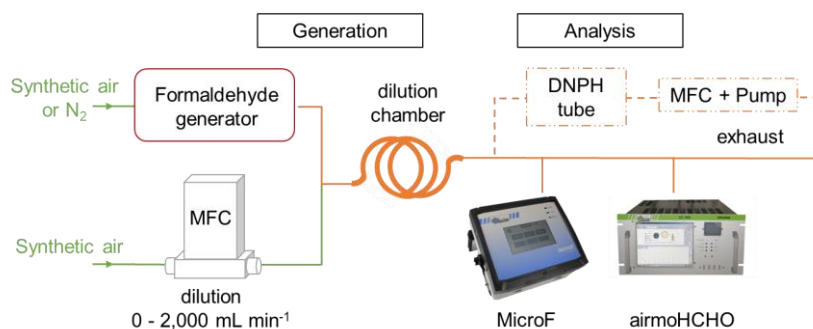 Generation
Analysis
Synthetic air
or N₂
Formaldehyde
generator
dilution
chamber
DNPH
tube
MFC + Pump
exhaust
MFC
Synthetic air
dilution
0 - 2,000 mL min⁻¹
MicroF
airmoHCHO